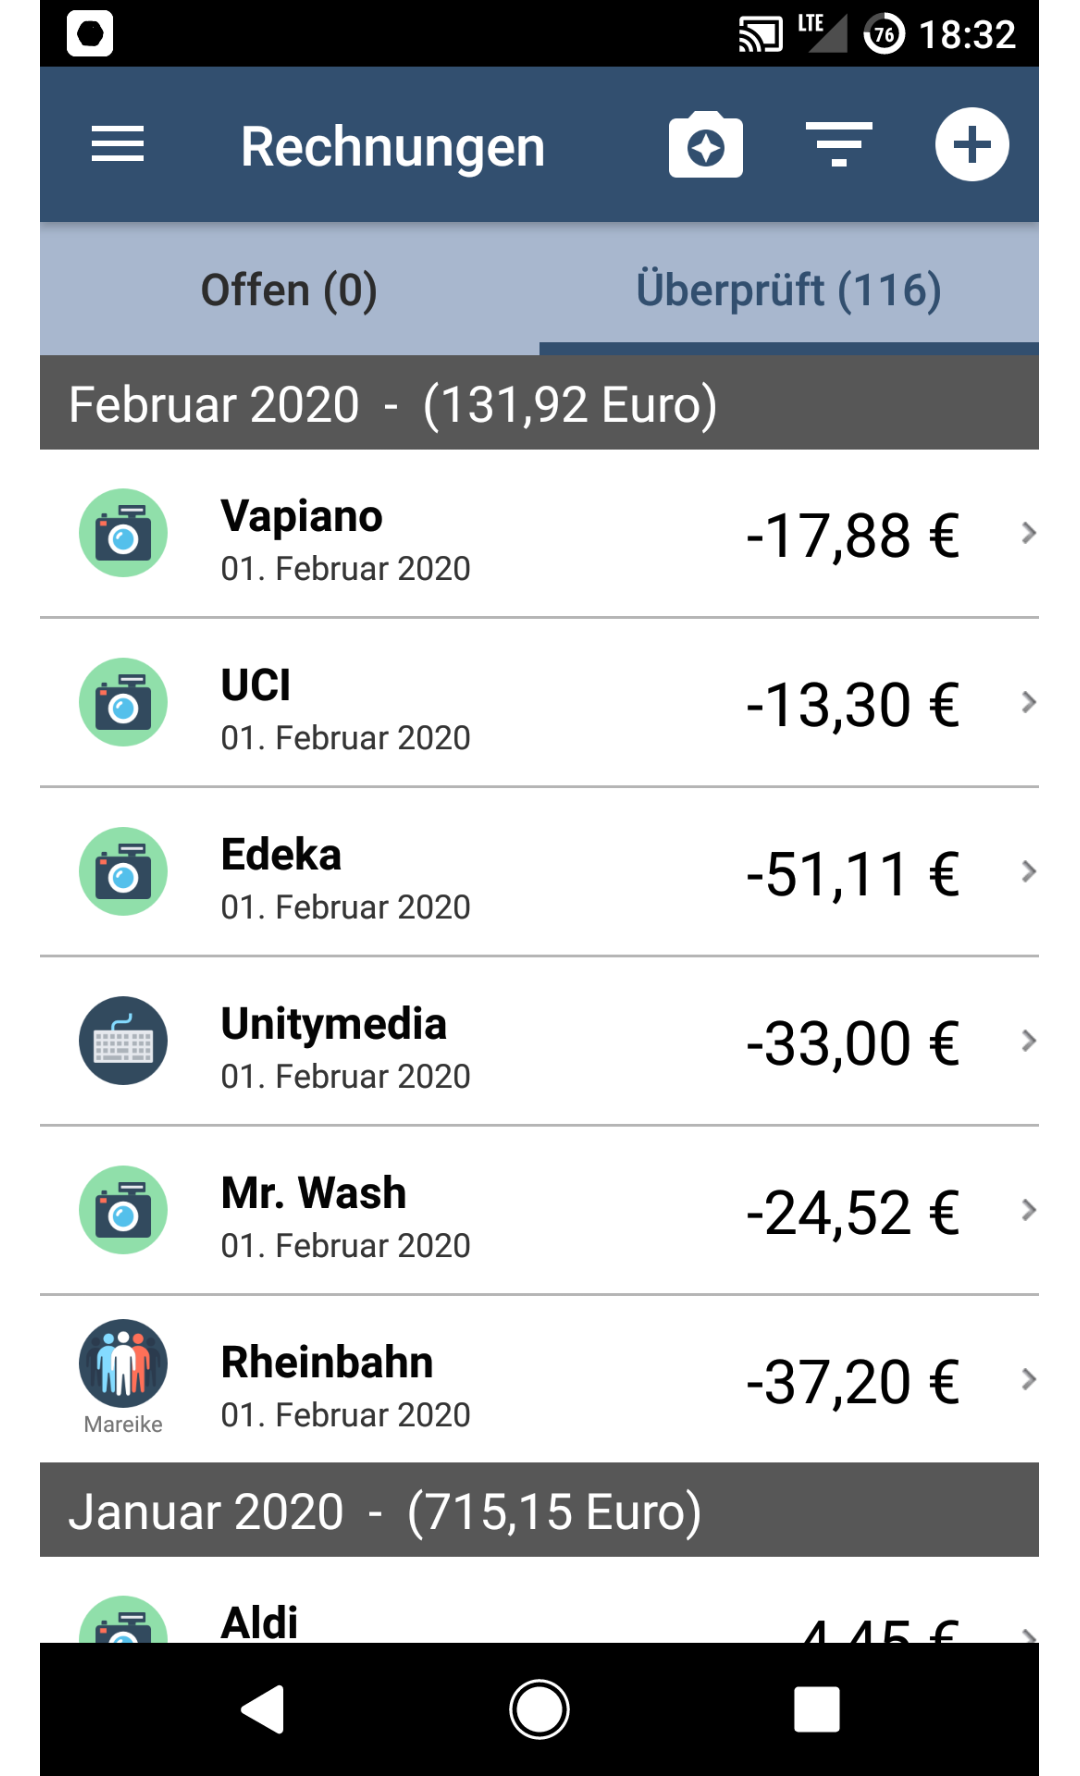 LTE 76 18:32
Rechnungen
Offen (0) Überprüft (116)
Februar 2020 - (131,92 Euro)
Vapiano
-17,88 €
01. Februar 2020
UCI
-13,30 €
01. Februar 2020
Edeka
-51,11 €
01. Februar 2020
Unitymedia
-33,00 €
01. Februar 2020
Mr. Wash
-24,52 €
01. Februar 2020
Rheinbahn
-37,20 €
01. Februar 2020
Mareike
Januar 2020 - (715,15 Euro)
Aldi
4,45 €